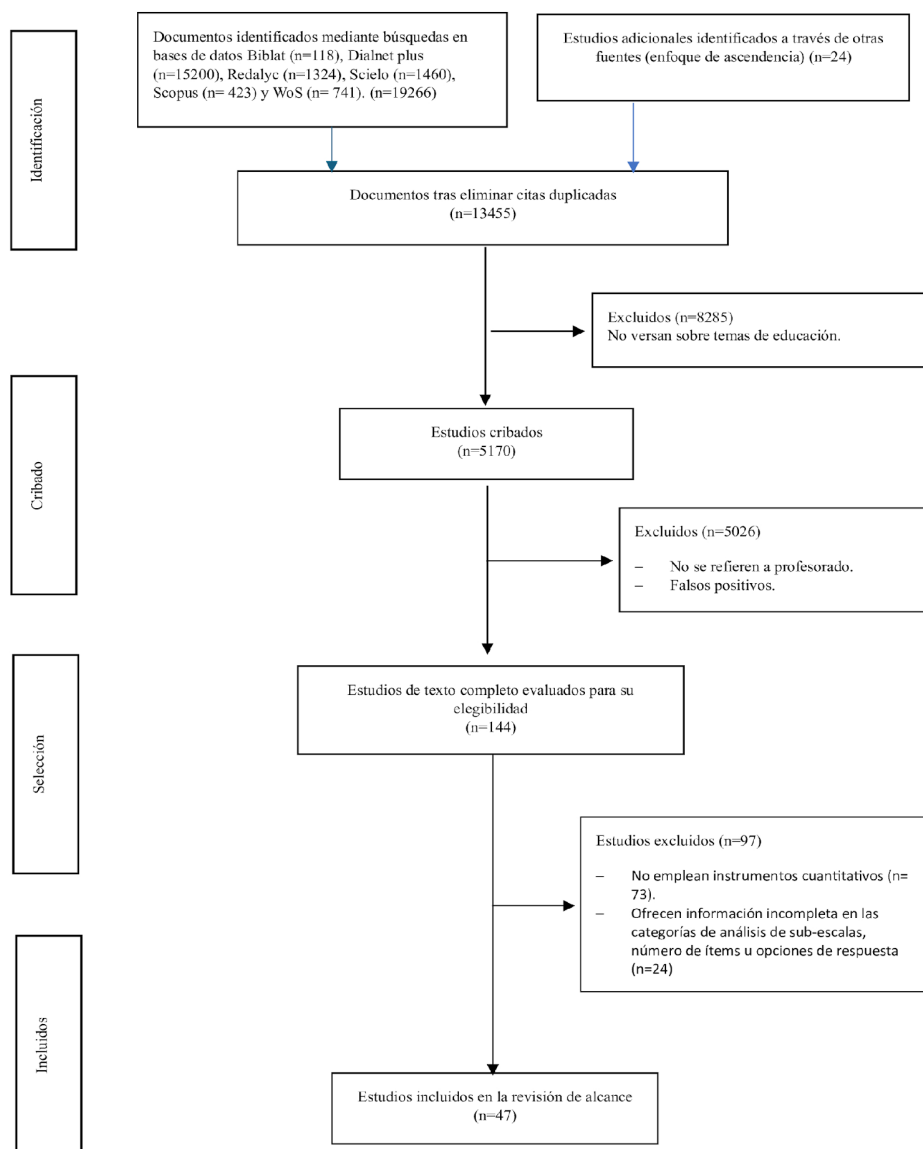 Identificación
Documentos identificados mediante búsquedas en
bases de datos Biblat (n=118), Dialnet plus
(n=15200), Redalyc (n=1324), Scielo (n=1460),
Scopus (n= 423) y WoS (n= 741). (n=19266)
Estudios adicionales identificados a través de otras
fuentes (enfoque de ascendencia) (n=24)
Documentos tras eliminar citas duplicadas
(n=13455)
Excluidos (n=8285)
No versan sobre temas de educación.
Cribado
Estudios cribados
(n=5170)
Excluidos (n=5026)
– No se refieren a profesorado.
– Falsos positivos.
Selección
Estudios de texto completo evaluados para su
elegibilidad
(n=144)
Estudios excluidos (n=97)
– No emplean instrumentos cuantitativos (n=
73).
– Ofrecen información incompleta en las
categorías de análisis de sub-escalas,
número de ítems u opciones de respuesta
(n=24)
Incluidos
Estudios incluidos en la revisión de alcance
(n=47)